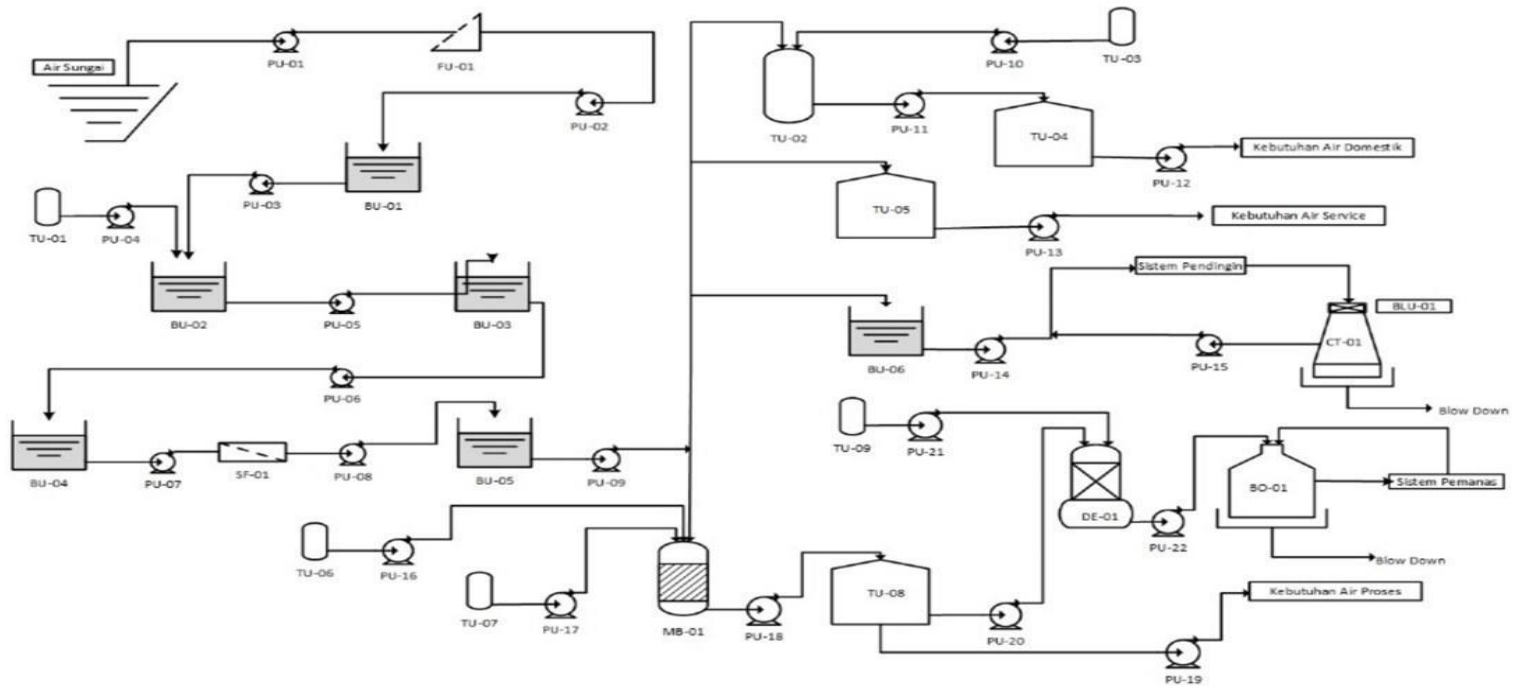 Air Sungai
PU-01
FU-01
PU-02
BU-01
PU-03
TU-01
PU-04
BU-02
PU-05
BU-03
PU-06
BU-04
PU-07
SF-01
PU-08
BU-05
PU-09
TU-06
PU-16
TU-07
PU-17
MB-01
PU-18
TU-02
PU-10
TU-03
PU-11
TU-04
PU-12
Kebutuhan Air Domestik
TU-05
PU-13
Kebutuhan Air Service
BU-06
PU-14
Sistem Pendingin
BLU-01
CT-01
PU-15
Blow Down
TU-09
PU-21
DE-01
PU-22
BO-01
Sistem Pemanas
Blow Down
TU-08
PU-20
PU-19
Kebutuhan Air Proses